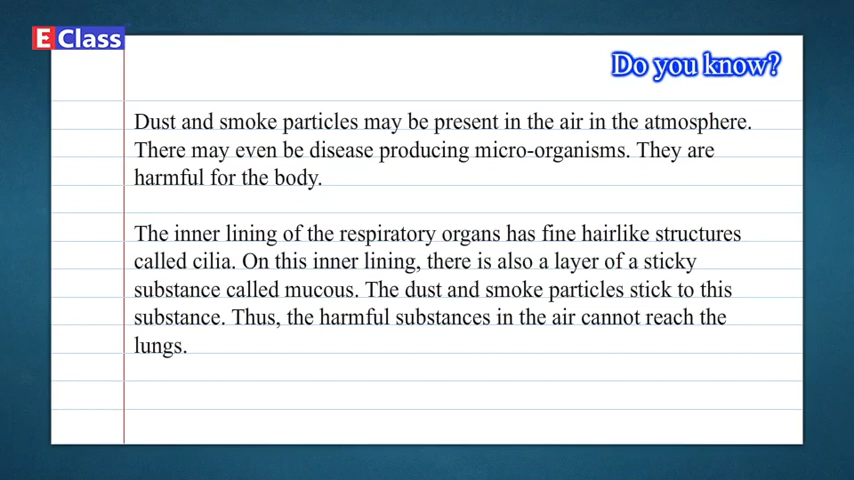 E Class
Do you know?
Dust and smoke particles may be present in the air in the atmosphere.
There may even be disease producing micro-organisms. They are
harmful for the body.
The inner lining of the respiratory organs has fine hairlike structures
called cilia. On this inner lining, there is also a layer of a sticky
substance called mucous. The dust and smoke particles stick to this
substance. Thus, the harmful substances in the air cannot reach the
lungs.